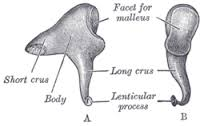 Facet for
malleus
Short crus
Body
Long crus
Lenticular
process
A
B